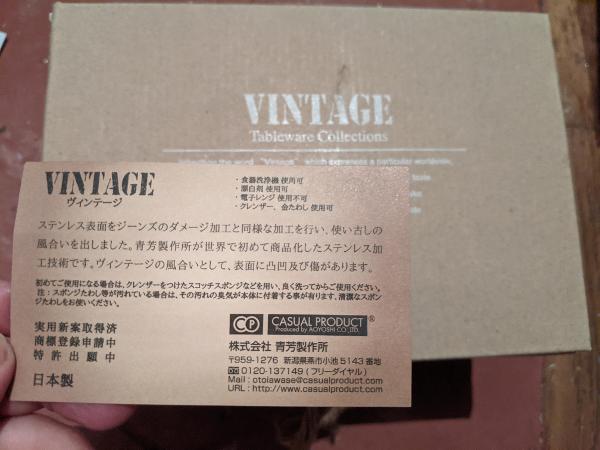 VINTAGE
Tableware Collections
Inheriting the word "Vintage", which expresses a particular worldwide,
VINTAGE
ヴィンテージ
・食器洗浄機 使用可
・漂白剤 使用可
・電子レンジ 使用不可
・クレンザー、金たわし 使用可
ステンレス表面をジーンズのダメージ加工と同様な加工を行い、使い古しの
風合いを出しました。青芳製作所が世界で初めて商品化したステンレス加
工技術です。ヴィンテージの風合いとして、表面に凸凹及び傷があります。
初めてご使用になる場合は、クレンザーをつけたスコッチスポンジなどを用い、良く洗ってからご使用ください。
注：スポンジたわし等が汚れている場合は、その汚れの臭気が本体に付着する事が有ります。清潔なスポン
ジたわしをお使いください。
実用新案取得済
商標登録申請中
特許出願中
日本製
CP CASUAL PRODUCT ®
Produced by AOYOSHI CO.,LTD.
株式会社 青芳製作所
〒959-1276 新潟県燕市小池5143番地
0120-137149(フリーダイヤル)
Mail : otoiawase@casualproduct.com
URL : http://www.casualproduct.com